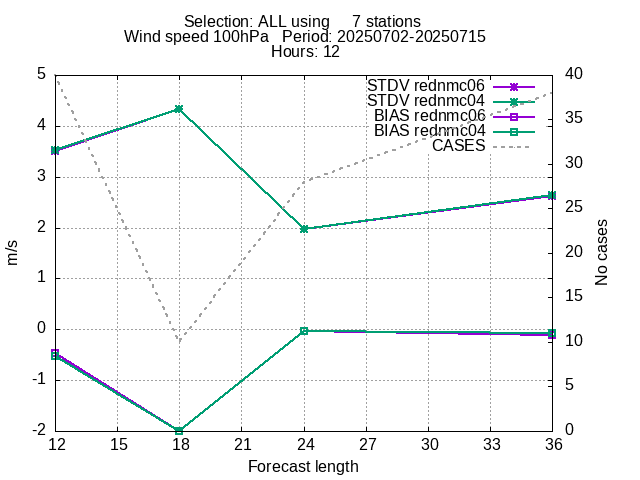 Selection: ALL using     7 stations
Wind speed 100hPa   Period: 20250702-20250715
Hours: 12
STDV rednmc06
STDV rednmc04
BIAS rednmc06
BIAS rednmc04
CASES
5
4
3
2
1
0
-1
-2
m/s
40
35
30
25
20
15
10
5
0
No cases
12 15 18 21 24 27 30 33 36
Forecast length